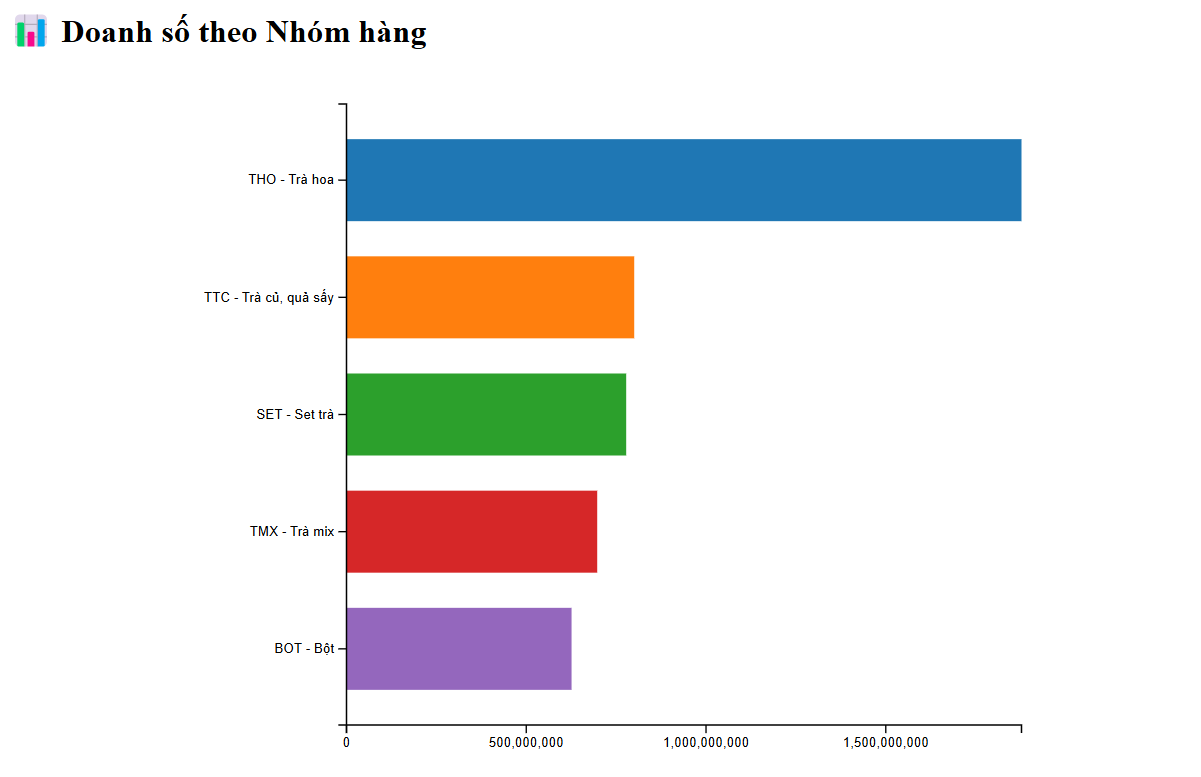 Doanh số theo Nhóm hàng
THO - Trà hoa
TTC - Trà củ, quả sấy
SET - Set trà
TMX - Trà mix
BOT - Bột
0
500,000,000
1,000,000,000
1,500,000,000